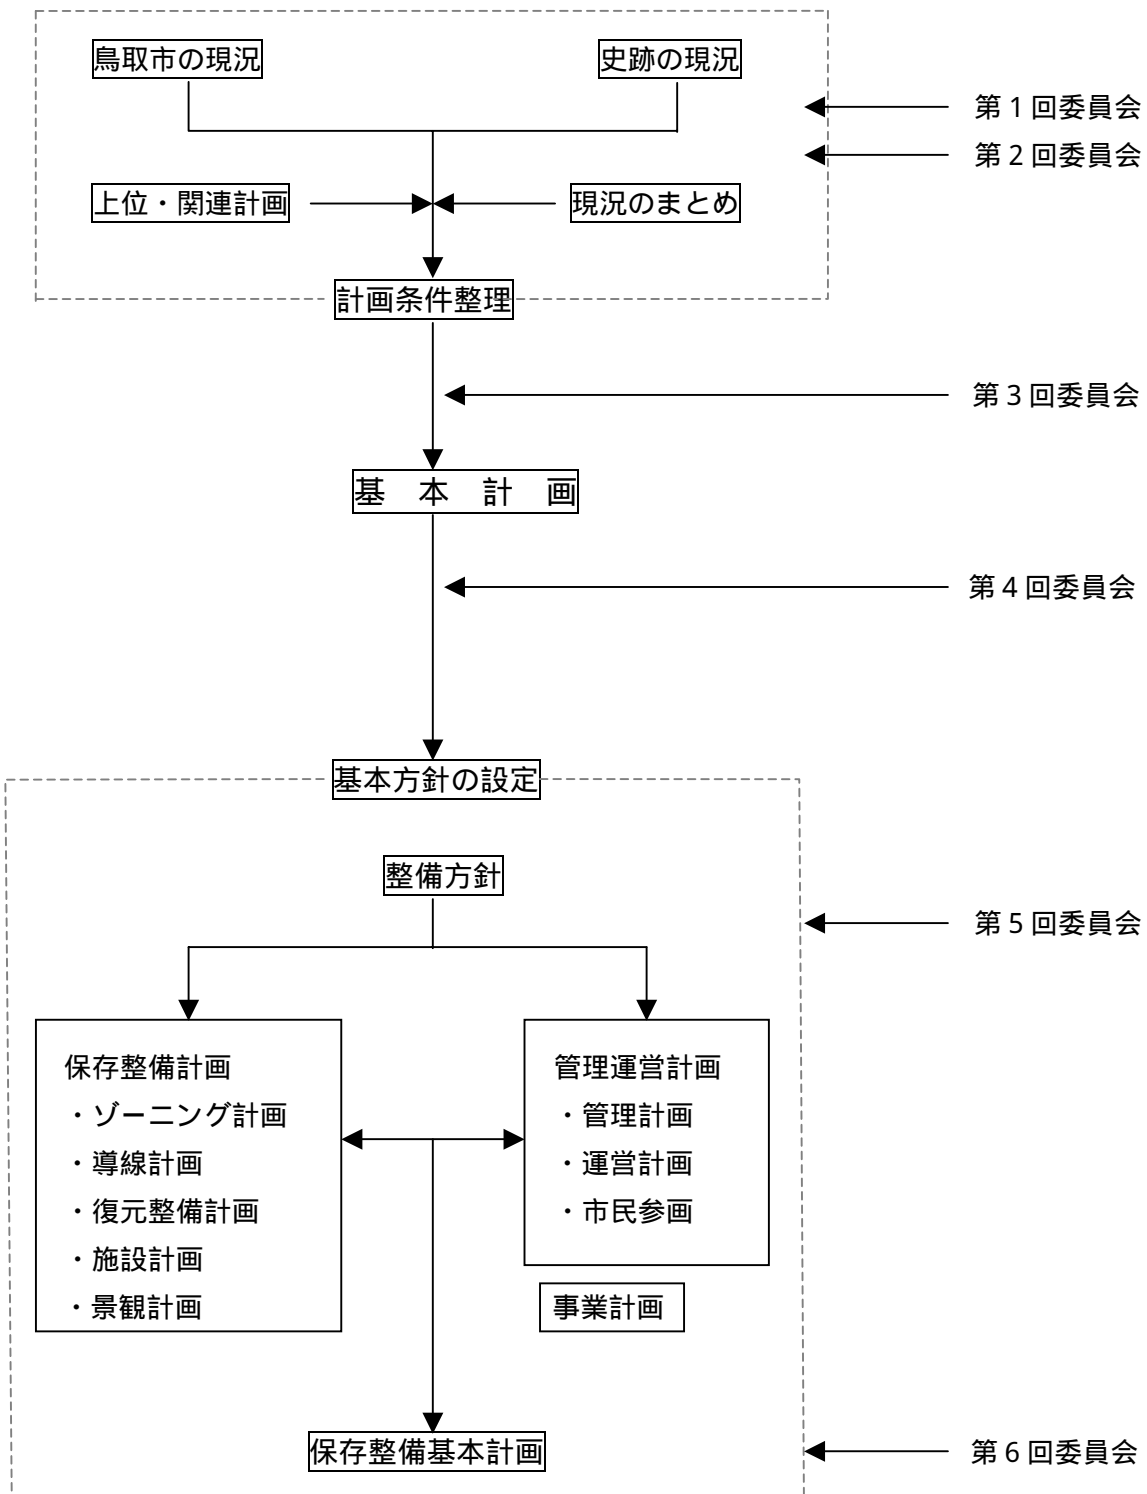 鳥取市の現況
史跡の現況
第1回委員会
第2回委員会
上位・関連計画
現況のまとめ
計画条件整理
第3回委員会
基 本 計 画
第4回委員会
基本方針の設定
整備方針
第5回委員会
保存整備計画
・ゾーニング計画
・導線計画
・復元整備計画
・施設計画
・景観計画
管理運営計画
・管理計画
・運営計画
・市民参画
事業計画
保存整備基本計画
第6回委員会